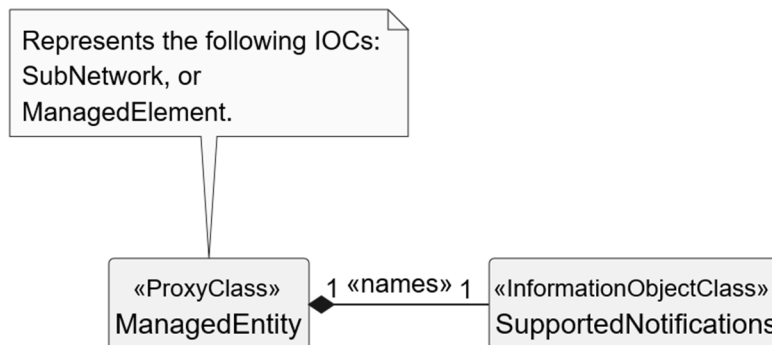 Represents the following IOCs:
SubNetwork, or
ManagedElement.
«ProxyClass»
ManagedEntity
1 «names» 1
«InformationObjectClass»
SupportedNotifications